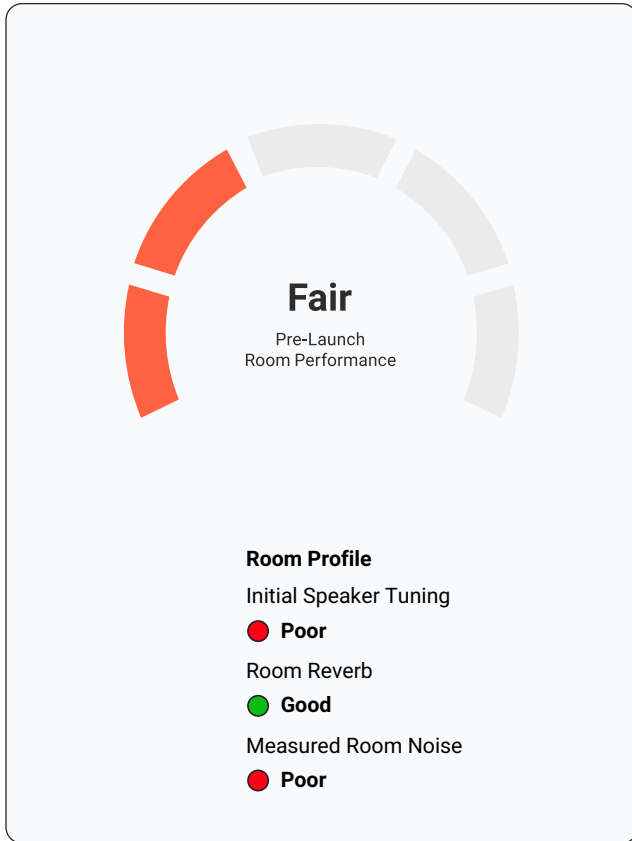 Fair
Pre-Launch
Room Performance
Room Profile
Initial Speaker Tuning
Poor
Room Reverb
Good
Measured Room Noise
Poor